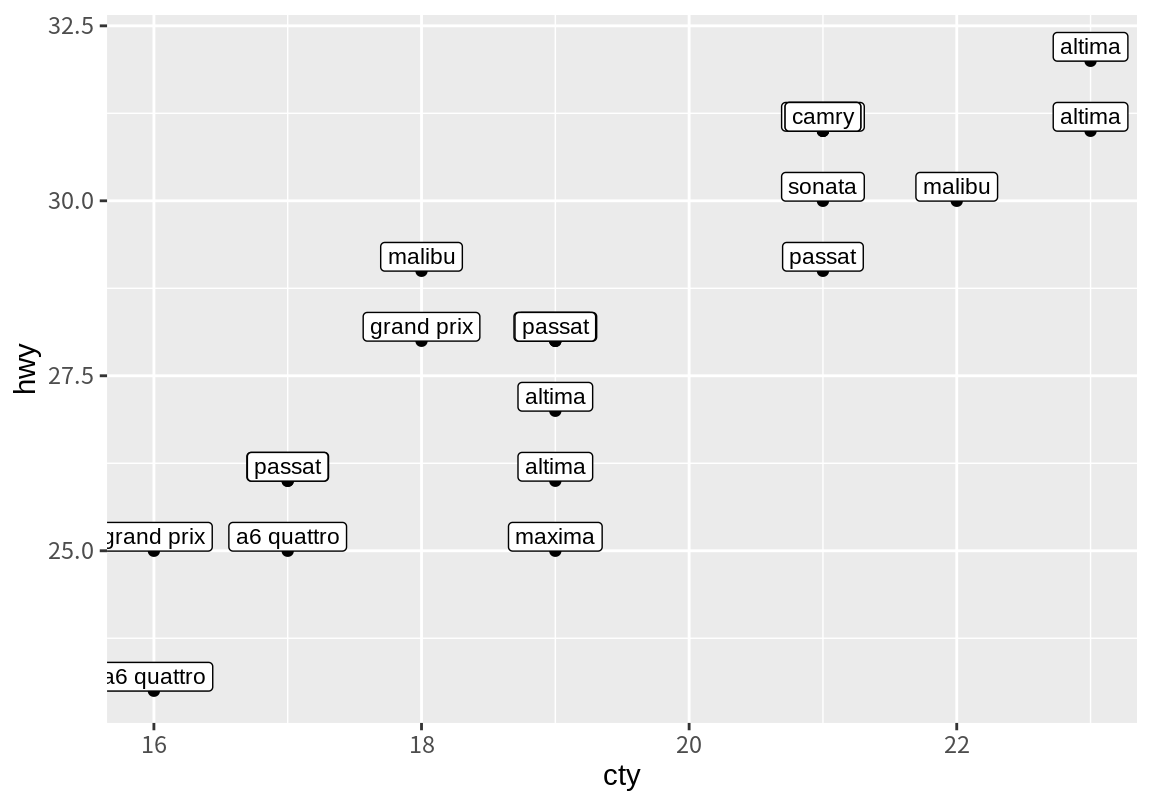 32.5
altima
camry
altima
sonata
malibu
30.0
malibu
passat
grand prix
passat
27.5
hwy
altima
passat
altima
grand prix
a6 quattro
maxima
25.0
a6 quattro
16
18
20
22
cty